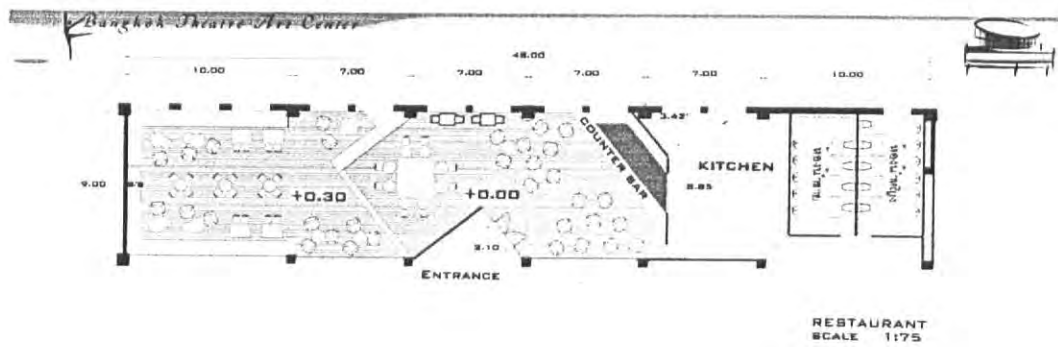 Bangkok Theatre Art Center
48.00
10.00 7.00 7.00 7.00 7.00 10.00
3.42
COUNTER BAR
KITCHEN
9.00
8.85
+0.30
+0.00
3.10
ENTRANCE
RESTAURANT
SCALE 1:75